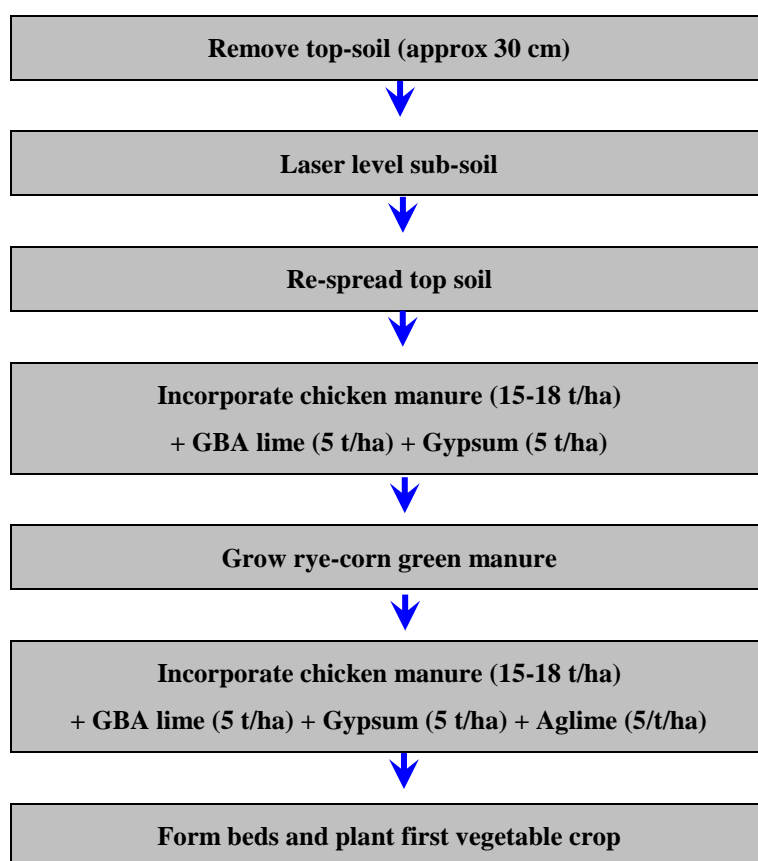 Remove top-soil (approx 30 cm)
Laser level sub-soil
Re-spread top soil
Incorporate chicken manure (15-18 t/ha)
+ GBA lime (5 t/ha) + Gypsum (5 t/ha)
Grow rye-corn green manure
Incorporate chicken manure (15-18 t/ha)
+ GBA lime (5 t/ha) + Gypsum (5 t/ha) + Aglime (5/t/ha)
Form beds and plant first vegetable crop